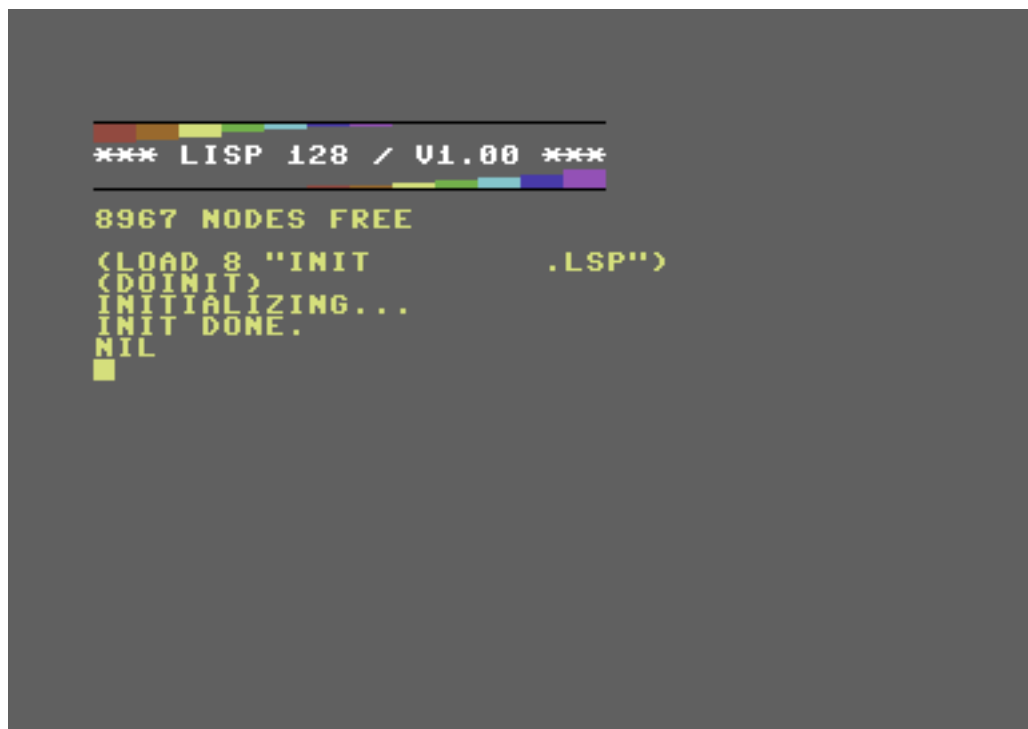 *** LISP 128 / V1.00 ***
8967 NODES FREE
(LOAD 8 "INIT        .LSP")
(DOINIT)
INITIALIZING...
INIT DONE.
NIL